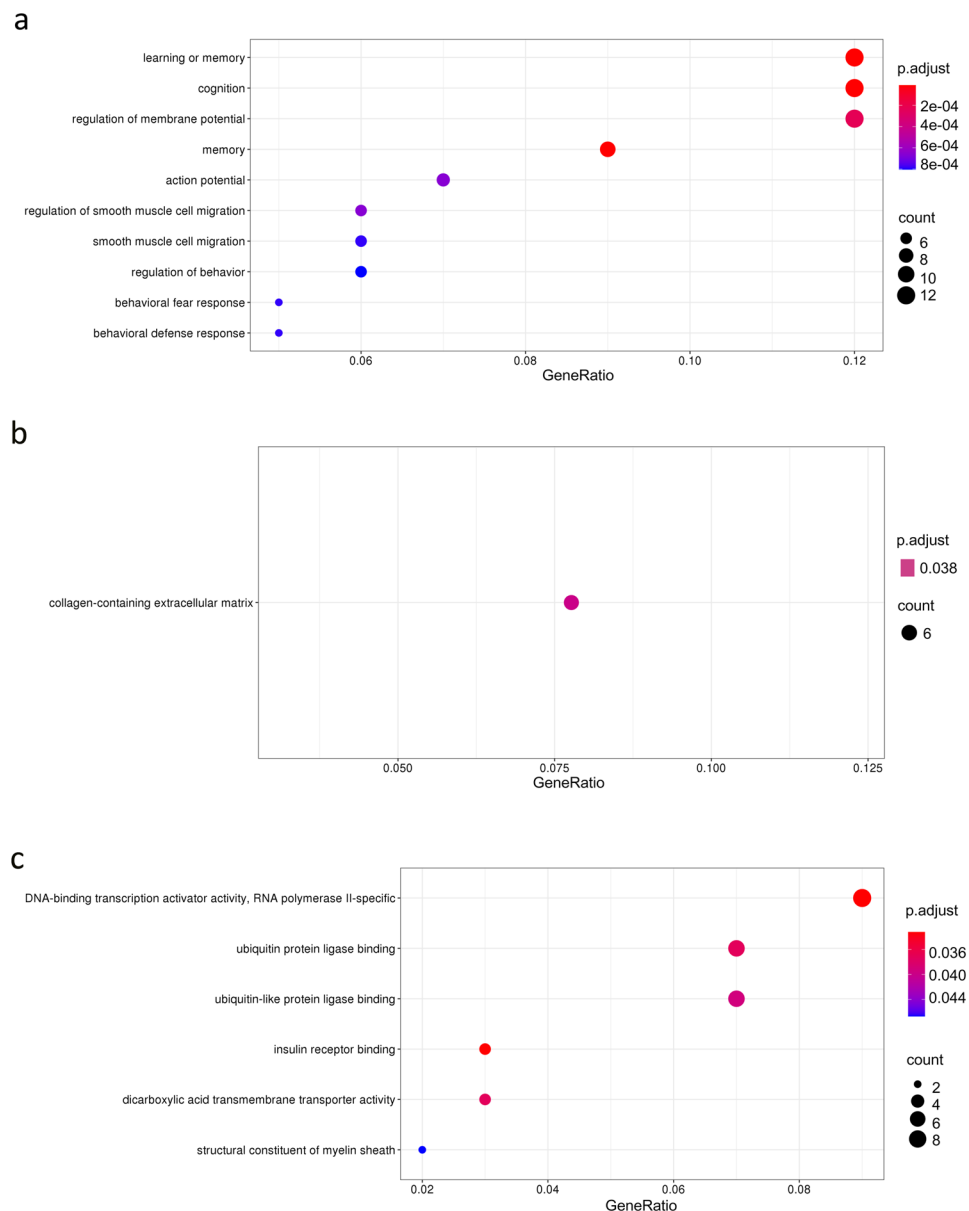 a
learning or memory
cognition
regulation of membrane potential
memory
action potential
regulation of smooth muscle cell migration
smooth muscle cell migration
regulation of behavior
behavioral fear response
behavioral defense response
0.06 0.08 0.10 0.12
GeneRatio
p.adjust
2e-04
4e-04
6e-04
8e-04
count
6
8
10
12
b
collagen-containing extracellular matrix
0.050 0.075 0.100 0.125
GeneRatio
p.adjust
0.038
count
6
c
DNA-binding transcription activator activity, RNA polymerase II-specific
ubiquitin protein ligase binding
ubiquitin-like protein ligase binding
insulin receptor binding
dicarboxylic acid transmembrane transporter activity
structural constituent of myelin sheath
0.02 0.04 0.06 0.08
GeneRatio
p.adjust
0.036
0.040
0.044
count
2
4
6
8